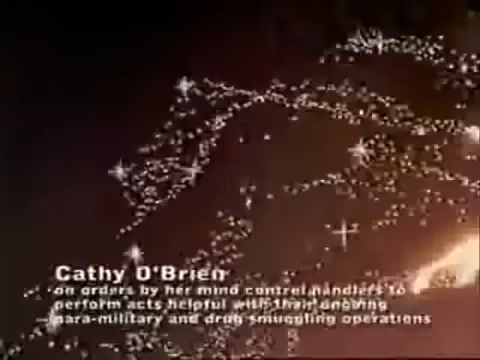 Cathy O'Brien
on orders by her mind control handlers to
perform acts helpful with their ongoing
para-military and drug smuggling operations